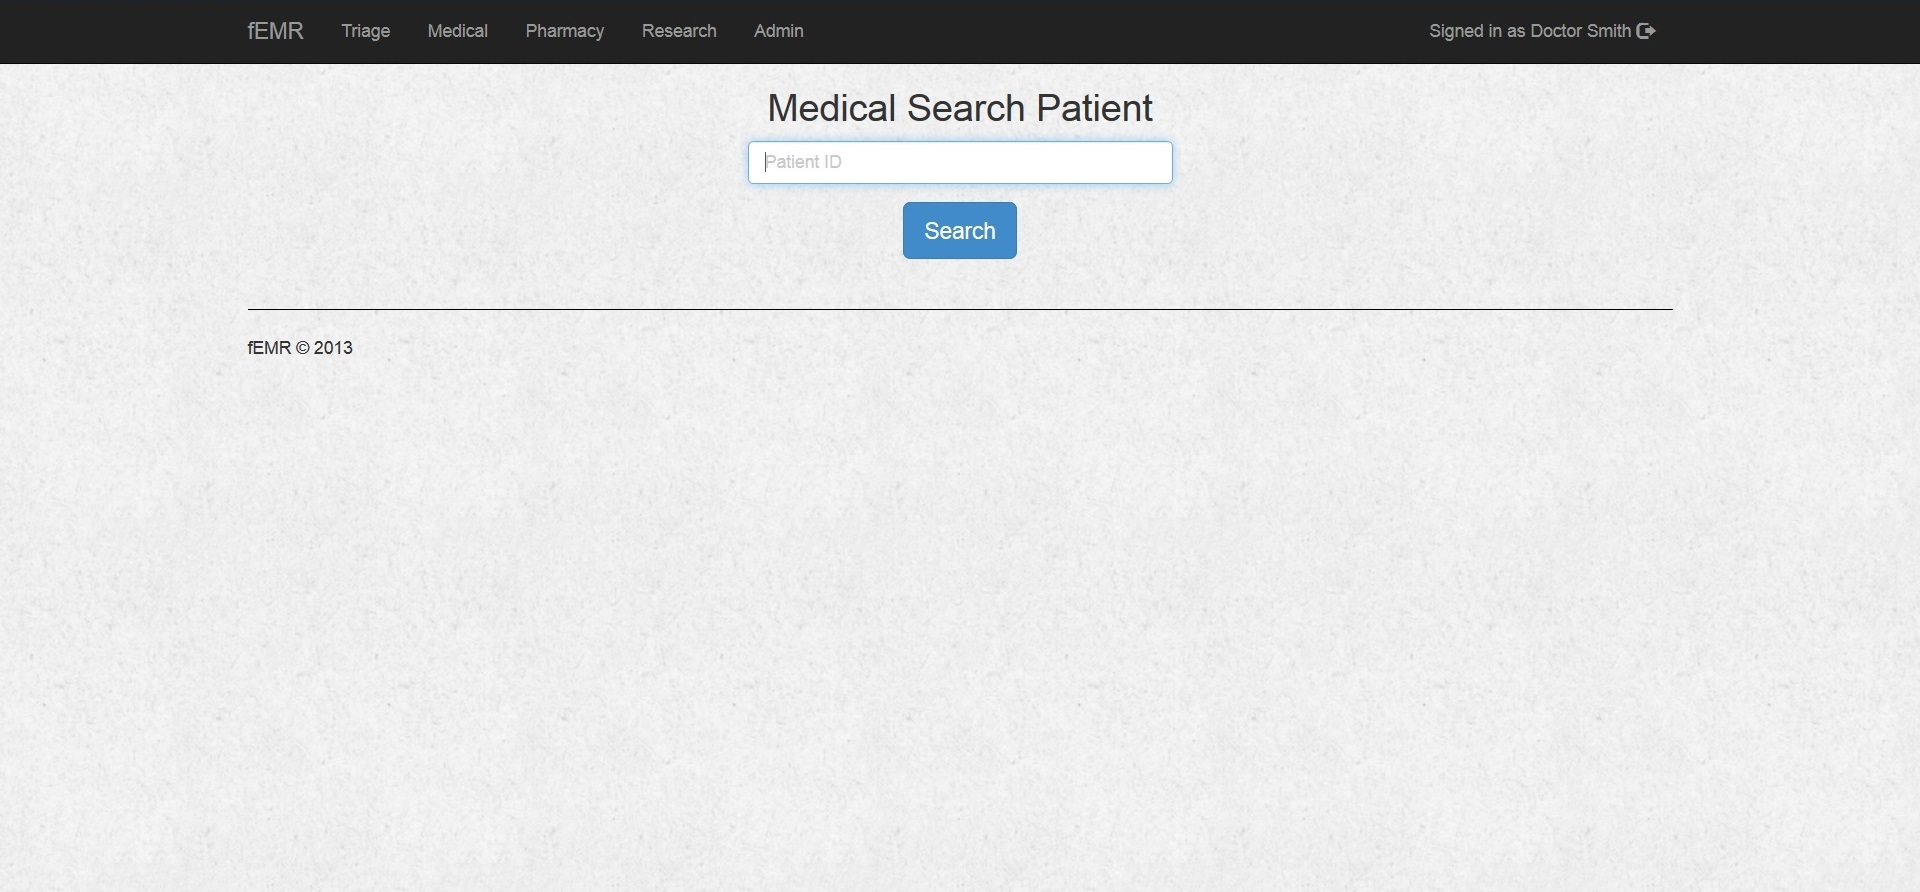 fEMR Triage Medical Pharmacy Research Admin Signed in as Doctor Smith
Medical Search Patient
Patient ID
Search
fEMR © 2013